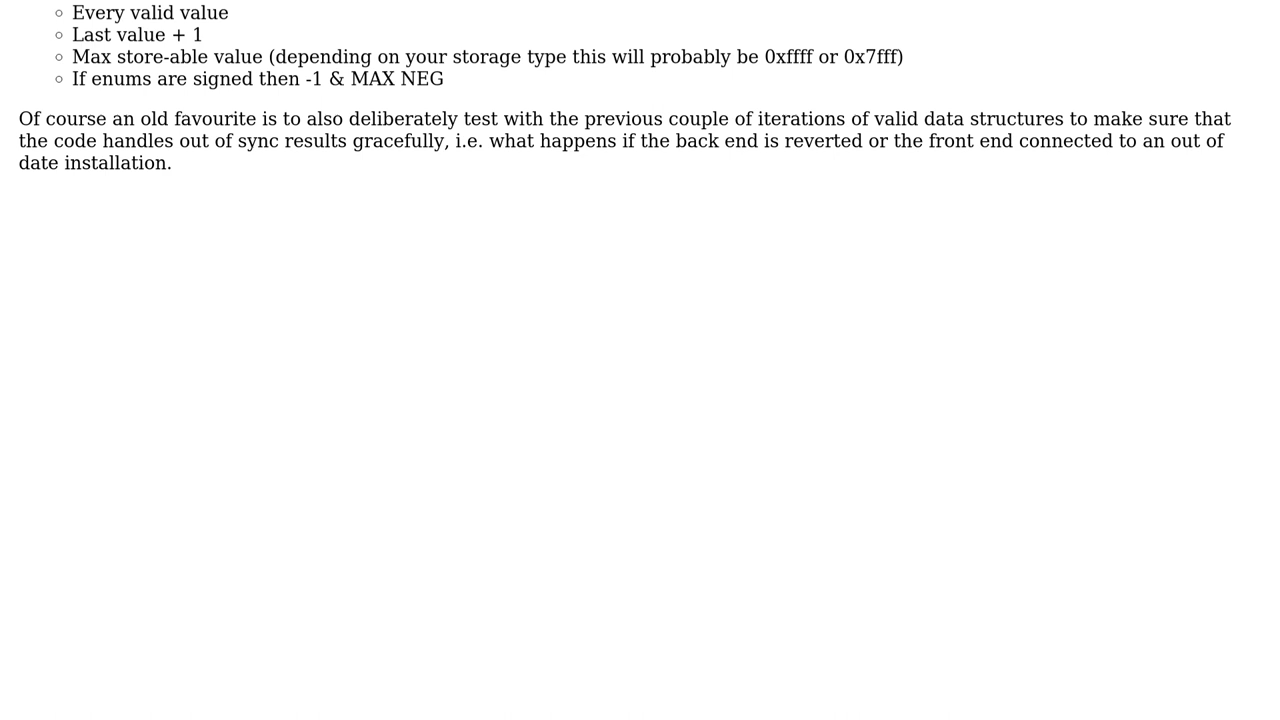 Every valid value
Last value + 1
Max store-able value (depending on your storage type this will probably be 0xffff or 0x7fff)
If enums are signed then -1 & MAX NEG
Of course an old favourite is to also deliberately test with the previous couple of iterations of valid data structures to make sure that
the code handles out of sync results gracefully, i.e. what happens if the back end is reverted or the front end connected to an out of
date installation.